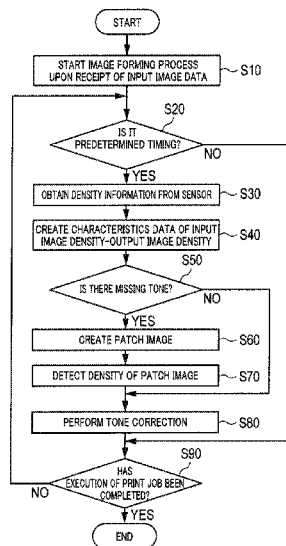 START
START IMAGE FORMING PROCESS
UPON RECEIPT OF INPUT IMAGE DATA
S10
S20
IS IT
PREDETERMINED TIMING?
NO
YES
OBTAIN DENSITY INFORMATION FROM SENSOR
S30
CREATE CHARACTERISTICS DATA OF INPUT
IMAGE DENSITY-OUTPUT IMAGE DENSITY
S40
S50
IS THERE MISSING TONE?
NO
YES
CREATE PATCH IMAGE
S60
DETECT DENSITY OF PATCH IMAGE
S70
PERFORM TONE CORRECTION
S80
S90
HAS
EXECUTION OF PRINT JOB BEEN
COMPLETED?
NO
YES
END